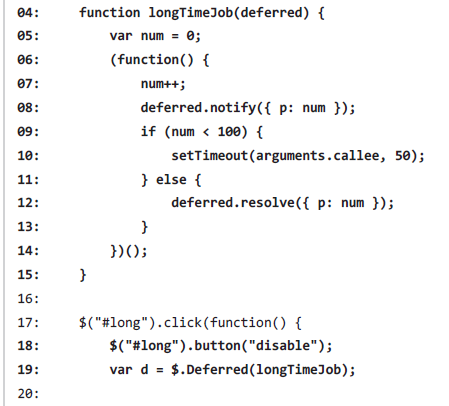 04:     function longTimeJob(deferred) {
05:         var num = 0;
06:         (function() {
07:             num++;
08:             deferred.notify({ p: num });
09:             if (num < 100) {
10:                 setTimeout(arguments.callee, 50);
11:             } else {
12:                 deferred.resolve({ p: num });
13:             }
14:         })();
15:     }
16:
17:     $("#long").click(function() {
18:         $("#long").button("disable");
19:         var d = $.Deferred(longTimeJob);
20: